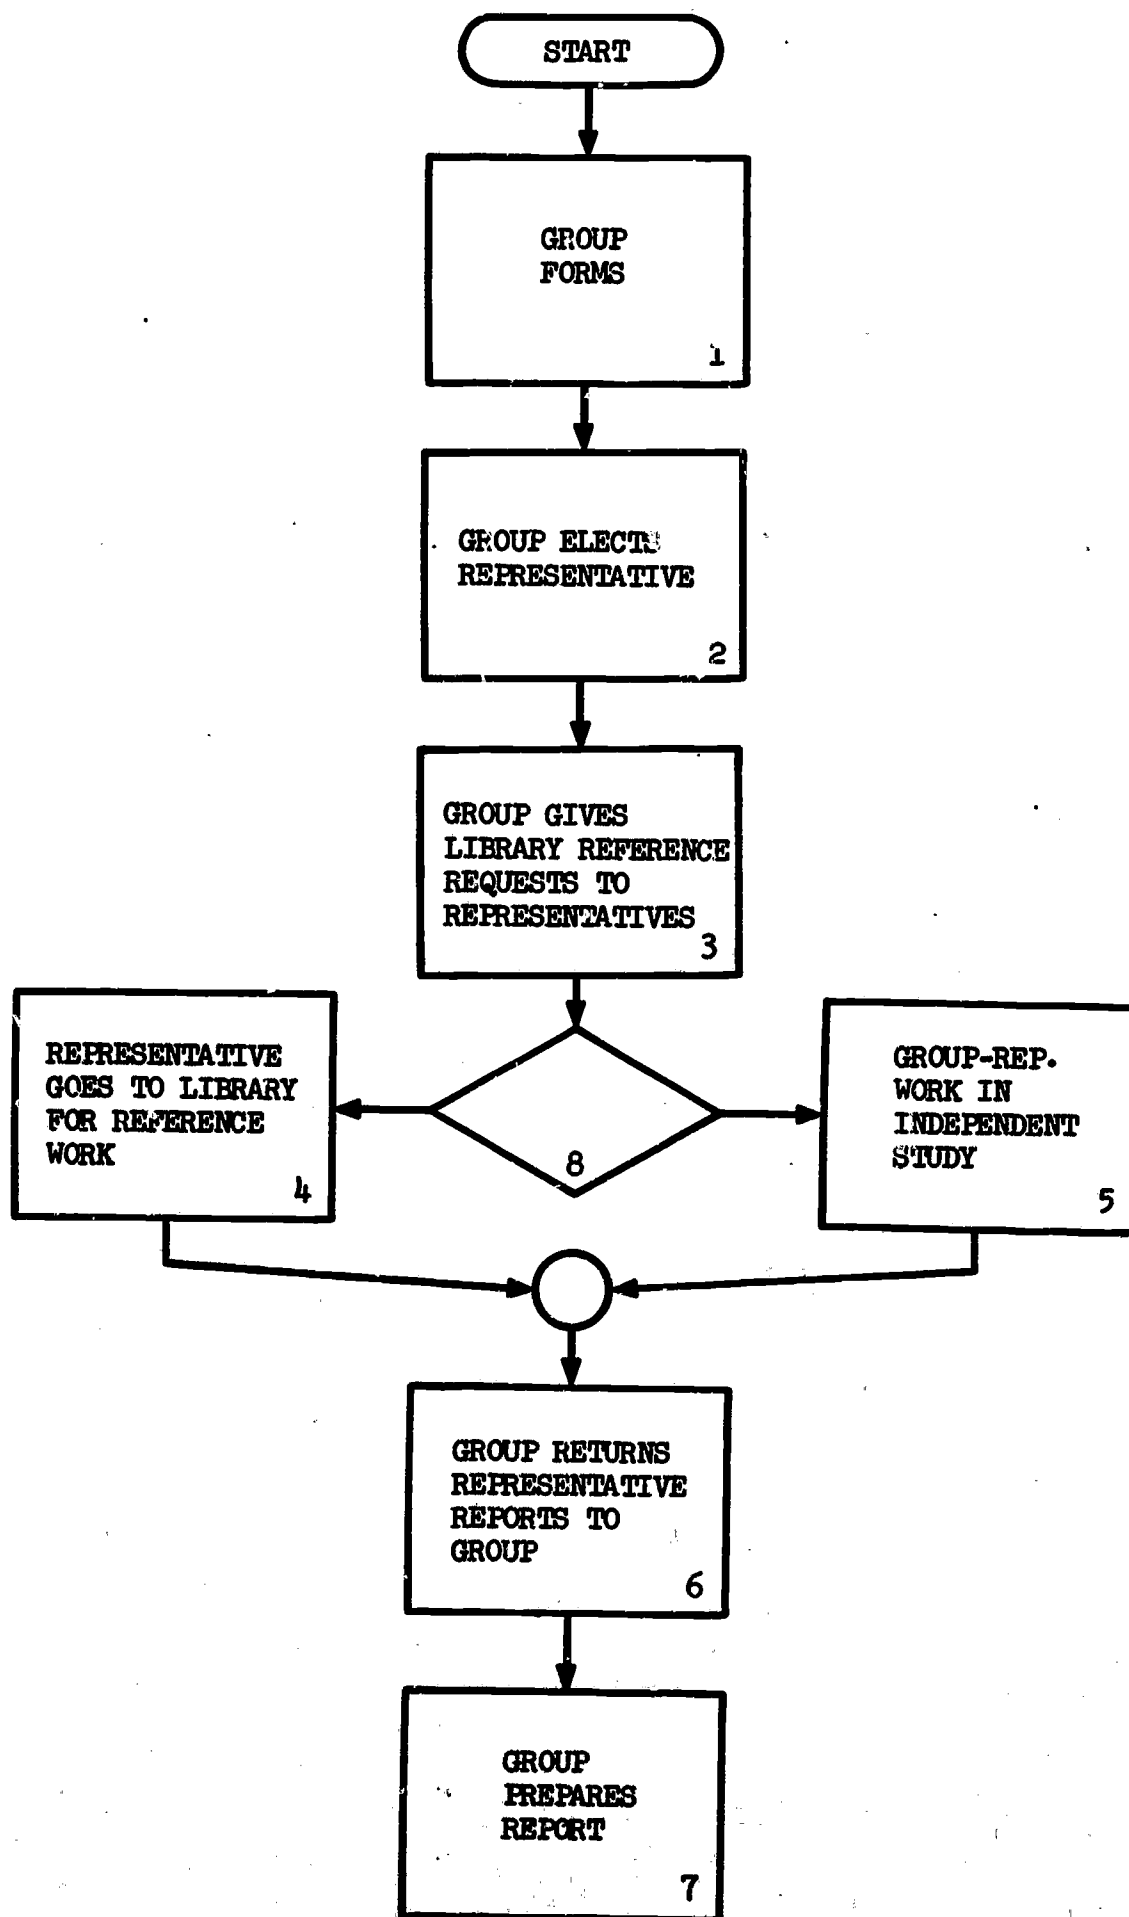 START
GROUP
FORMS
1
GROUP ELECTS
REPRESENTATIVE
2
GROUP GIVES
LIBRARY REFERENCE
REQUESTS TO
REPRESENTATIVES
3
REPRESENTATIVE
GOES TO LIBRARY
FOR REFERENCE
WORK
4
8
GROUP-REP.
WORK IN
INDEPENDENT
STUDY
5
GROUP RETURNS
REPRESENTATIVE
REPORTS TO
GROUP
6
GROUP
PREPARES
REPORT
7